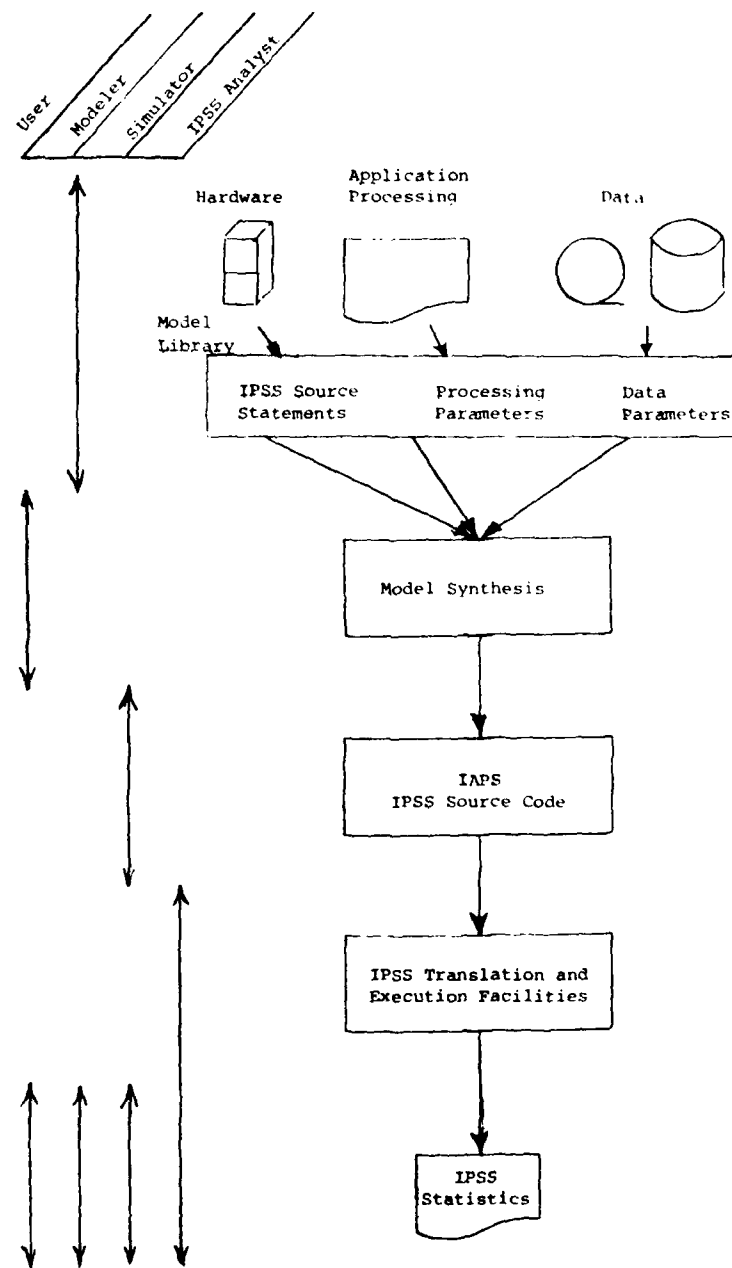 User
Modeler
Simulator
IPSS Analyst
Hardware
Application
Processing
Data
Model
Library
IPSS Source
Statements
Processing
Parameters
Data
Parameters
Model Synthesis
IAPS
IPSS Source Code
IPSS Translation and
Execution Facilities
IPSS
Statistics